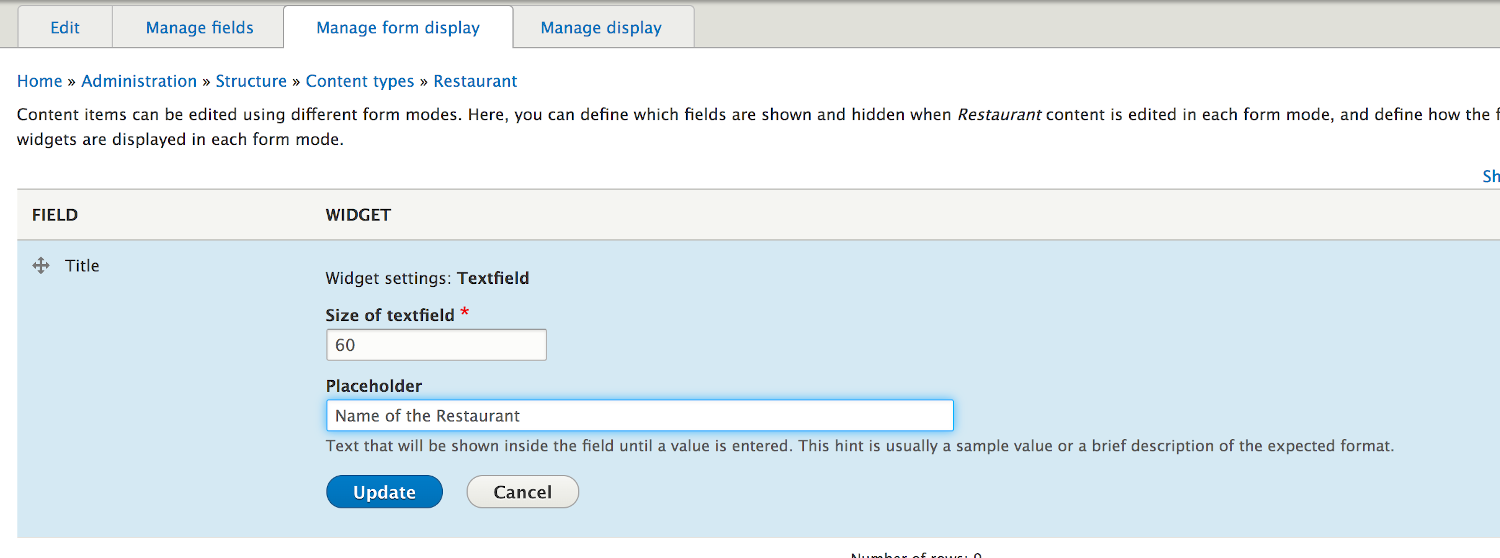 Edit
Manage fields
Manage form display
Manage display
Home » Administration » Structure » Content types » Restaurant
Content items can be edited using different form modes. Here, you can define which fields are shown and hidden when Restaurant content is edited in each form mode, and define how the
widgets are displayed in each form mode.
FIELD WIDGET
Title
Widget settings: Textfield
Size of textfield *
60
Placeholder
Name of the Restaurant
Text that will be shown inside the field until a value is entered. This hint is usually a sample value or a brief description of the expected format.
Update Cancel